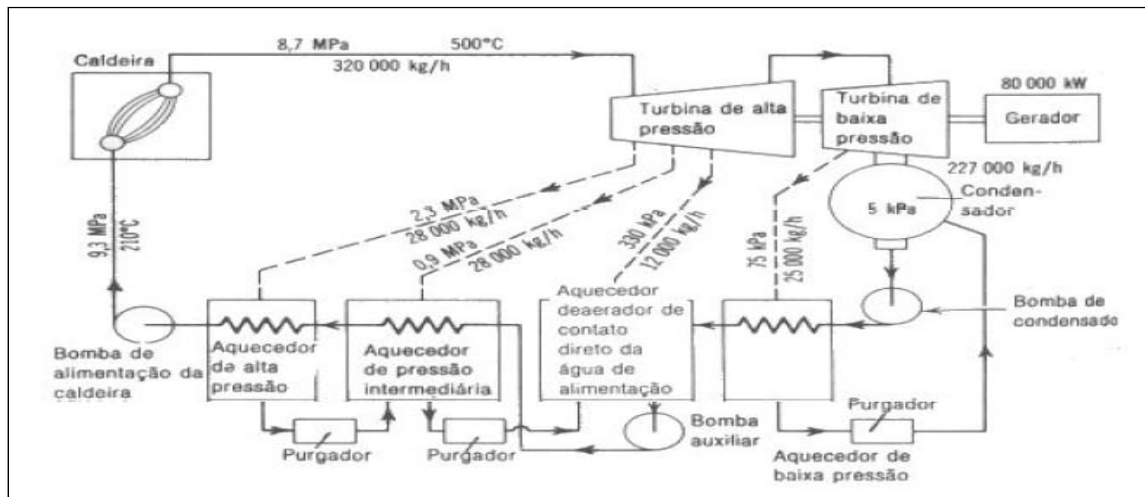 8,7 MPa 500°C
320 000 kg/h
Caldeira
Turbina de alta
pressão
Turbina de
baixa
pressão
80 000 kW
Gerador
227 000 kg/h
Conden-
sador
5 kPa
9,3 MPa
210°C
2,3 MPa
28 000 kg/h
0,9 MPa
28 000 kg/h
330 kPa
12 000 kg/h
75 kPa
25 000 kg/h
Bomba de
condensado
Bomba de
alimentação da
caldeira
Aquecedor
de alta
pressão
Aquecedor
de pressão
intermediária
Aquecedor
deaerador de
contato
direto da
água de
alimentação
Bomba
auxiliar
Purgador
Purgador
Purgador
Aquecedor de
baixa pressão